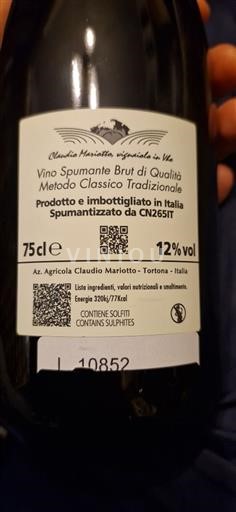 Claudio Mariotto, vignaiolo in Vho
Vino Spumante Brut di Qualità
Metodo Classico Tradizionale
Prodotto e imbottigliato in Italia
Spumantizzato da CN265IT
75cl e 12% vol
VINIOU
Az. Agricola Claudio Mariotto - Tortona - Italia
Lista ingredienti, valori nutrizionali e smaltimento.
Energia 320kj/77Kcal
CONTIENE SOLFITI
CONTAINS SULPHITES
L 10852